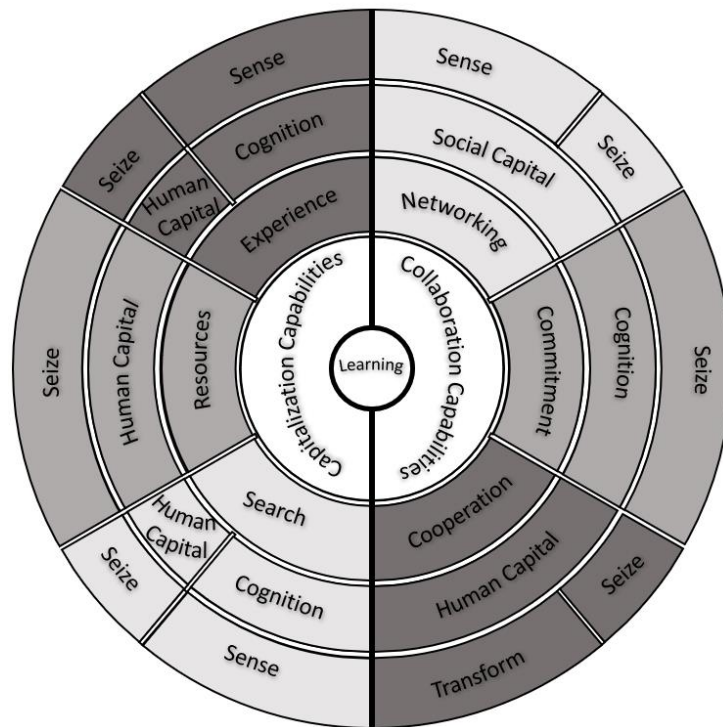 Sense
Sense
Cognition
Social Capital
Seize
Seize
Human
Capital
Experience
Networking
Capitalization Capabilities
Collaboration Capabilities
Learning
Seize
Human Capital
Resources
Commitment
Cognition
Seize
Human
Capital
Search
Cooperation
Seize
Cognition
Human Capital
Seize
Sense
Transform